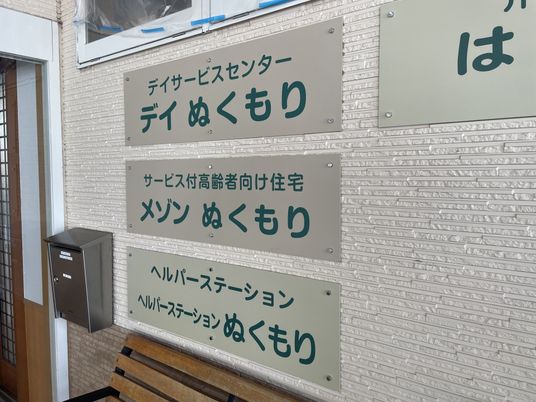 デイサービスセンター
デイ ぬくもり
サービス付高齢者向け住宅
メゾン ぬくもり
ヘルパーステーション
ヘルパーステーション ぬくもり
は